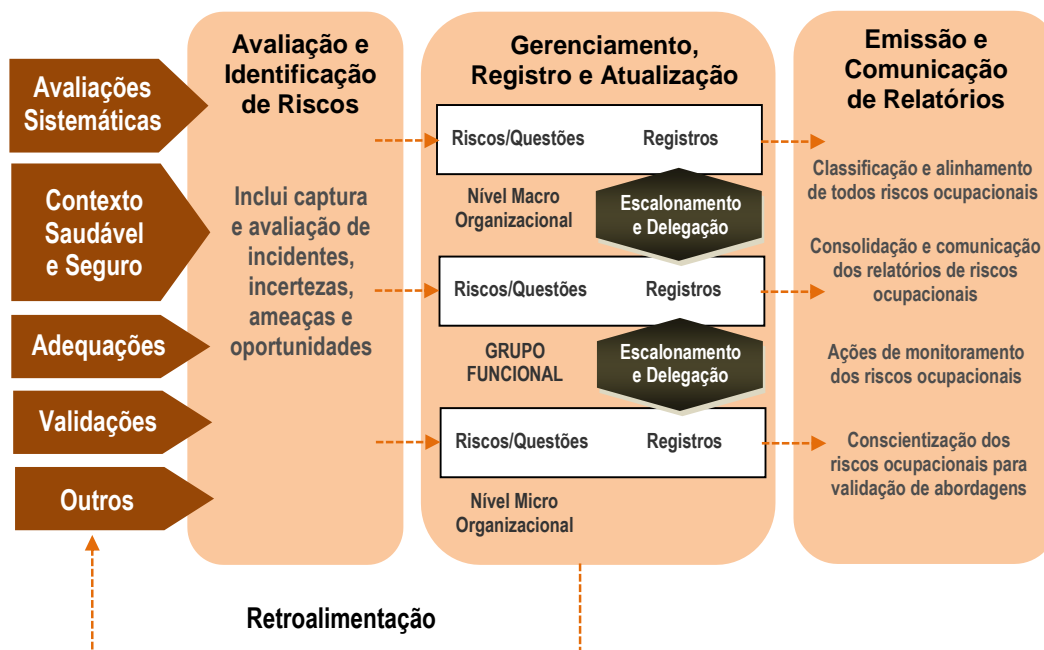 Avaliações
Sistemáticas
Contexto
Saudável
e Seguro
Adequações
Validações
Outros
Avaliação e
Identificação
de Riscos
Inclui captura
e avaliação de
incidentes,
incertezas,
ameaças e
oportunidades
Gerenciamento,
Registro e Atualização
Riscos/Questões Registros
Nível Macro
Organizacional
Escalonamento
e Delegação
Riscos/Questões Registros
GRUPO
FUNCIONAL
Escalonamento
e Delegação
Riscos/Questões Registros
Nível Micro
Organizacional
Emissão e
Comunicação
de Relatórios
Classificação e alinhamento
de todos riscos ocupacionais
Consolidação e comunicação
dos relatórios de riscos
ocupacionais
Ações de monitoramento
dos riscos ocupacionais
Conscientização dos
riscos ocupacionais para
validação de abordagens
Retroalimentação